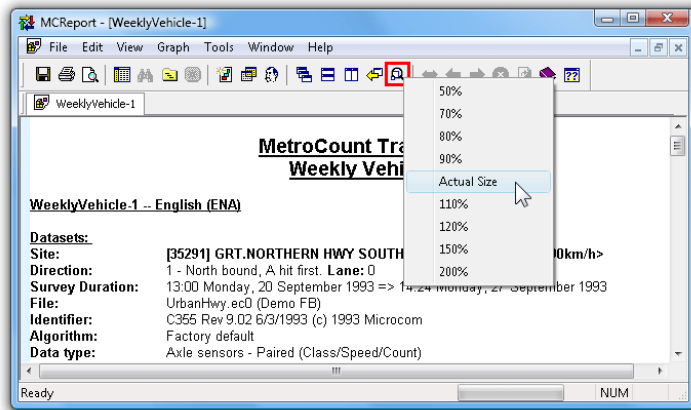 MCReport - [WeeklyVehicle-1]
File Edit View Graph Tools Window Help
WeeklyVehicle-1
50%
70%
80%
90%
Actual Size
110%
120%
150%
200%
MetroCount
Weekly
WeeklyVehicle-1 -- English (ENA)
Datasets:
Site: [35291] GRT.NORTHERN HWY 0km/h>
Direction: 1 - North bound, A hit first. Lane: 0
Survey Duration: 13:00 Monday, 20 September 1993 => 14:24 Monday, 27 September 1993
File: UrbanHwy.ec0 (Demo FB)
Identifier: C355 Rev 9.02 6/3/1993 (c) 1993 Microcom
Algorithm: Factory default
Data type: Axle sensors - Paired (Class/Speed/Count)
Ready NUM